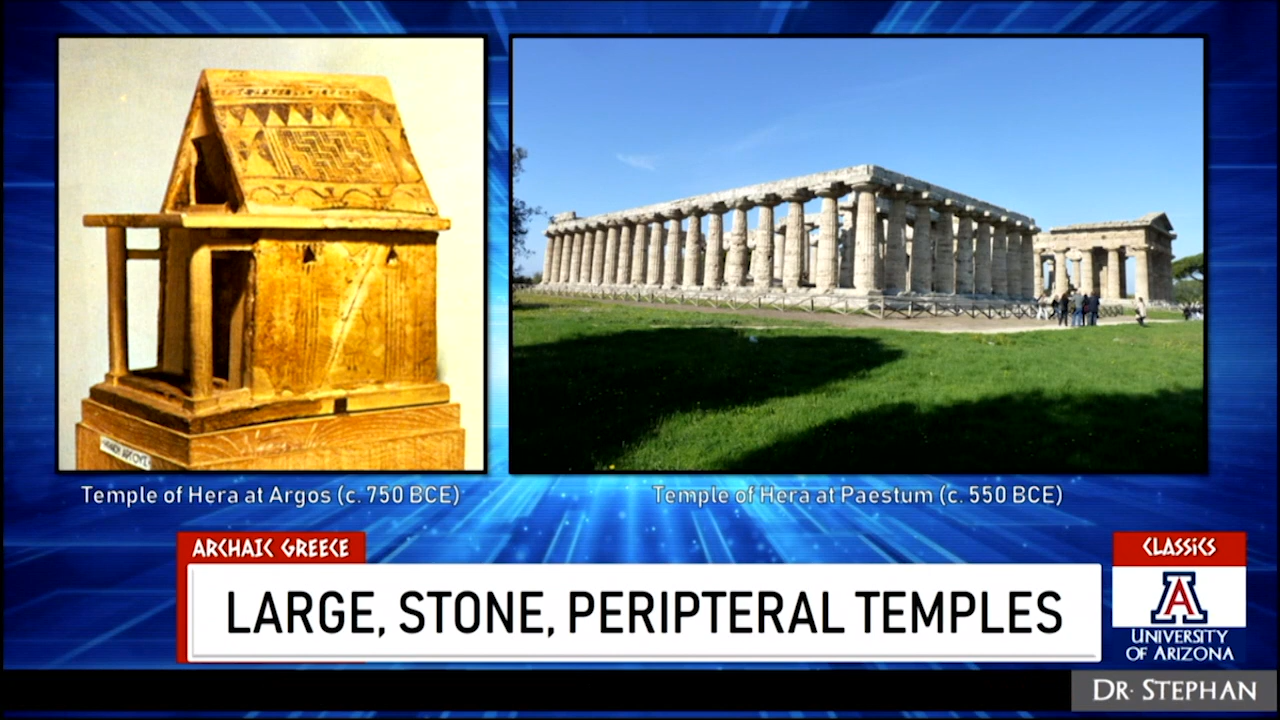 Temple of Hera at Argos (c. 750 BCE)
Temple of Hera at Paestum (c. 550 BCE)
ARCHAIC GREECE
LARGE, STONE, PERIPTERAL TEMPLES
CLASSICS
A
UNIVERSITY
OF ARIZONA
DR. STEPHAN